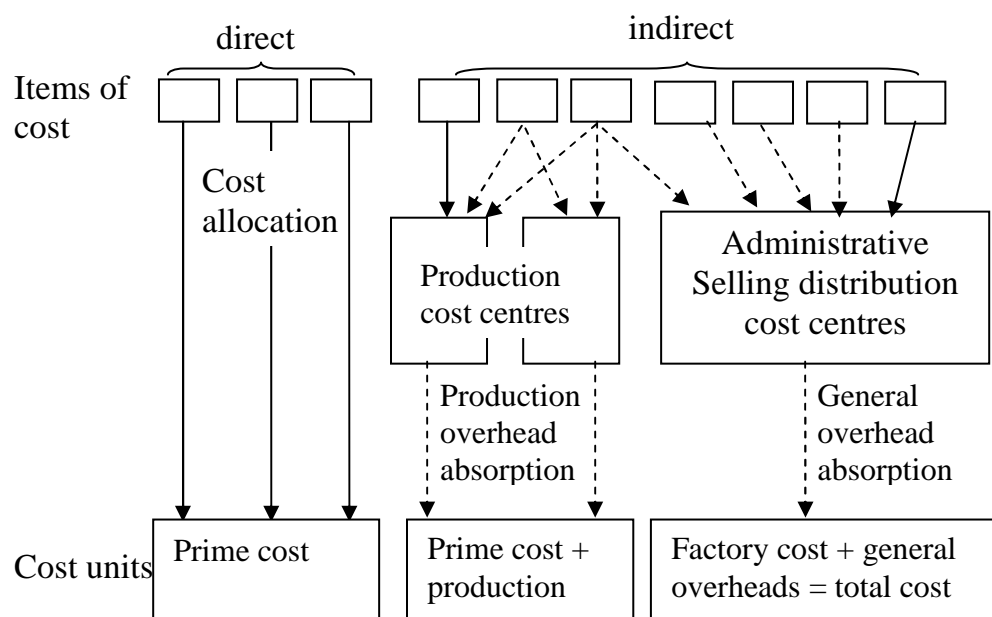 direct
indirect
Items of
cost
Cost
allocation
Production
cost centres
Administrative
Selling distribution
cost centres
Production
overhead
absorption
General
overhead
absorption
Cost units
Prime cost
Prime cost +
production
Factory cost + general
overheads = total cost